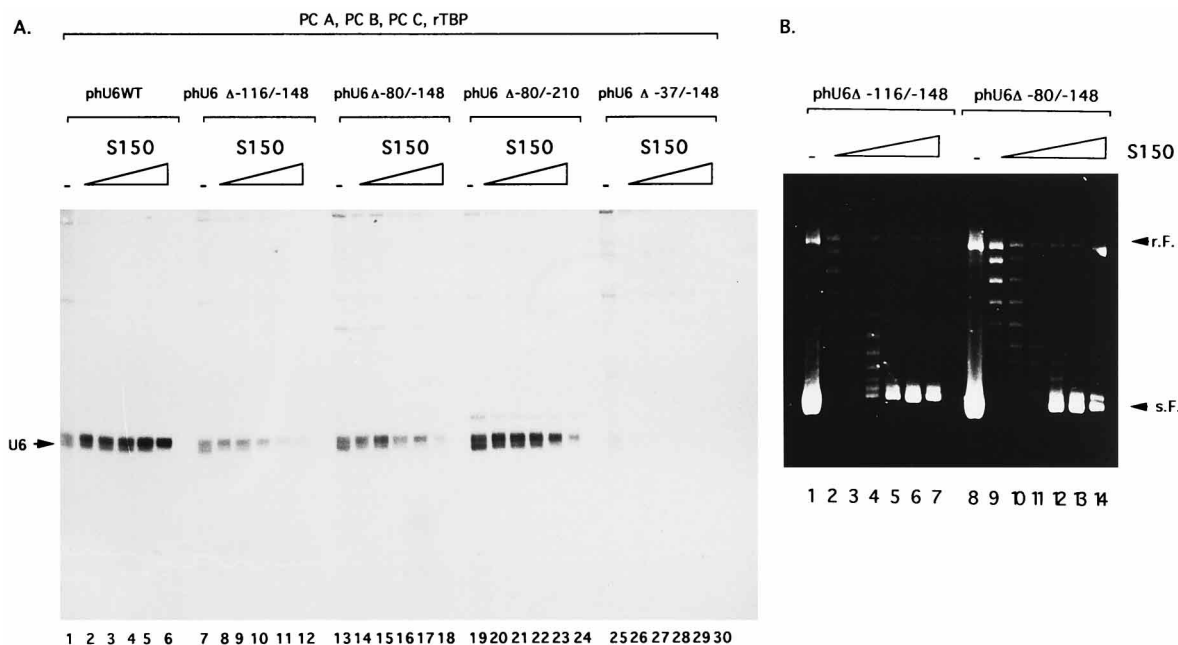 A.
PC A, PC B, PC C, rTBP
phU6WT phU6 Δ-116/-148 phU6 Δ-80/-148 phU6 Δ-80/-210 phU6 Δ -37/-148
S150 S150 S150 S150 S150
- - - - -
U6
1 2 3 4 5 6 7 8 9 10 11 12 13 14 15 16 17 18 19 20 21 22 23 24 25 26 27 28 29 30
B.
phU6Δ -116/-148 phU6Δ -80/-148
- - S150
r.F.
s.F.
1 2 3 4 5 6 7 8 9 10 11 12 13 14